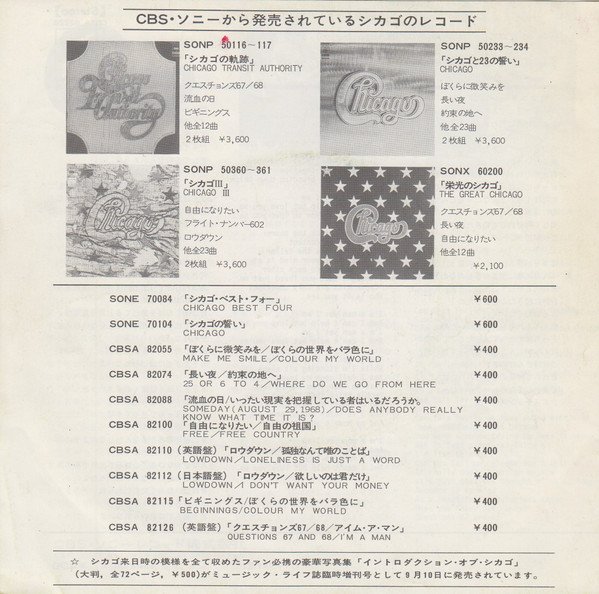 CBS・ソニーから発売されているシカゴのレコード
SONP 50116~117
「シカゴの軌跡」
CHICAGO TRANSIT AUTHORITY
クエスチョンズ67/68
流血の日
ビギニングス
他全12曲
2枚組 ¥3,600
Chicago
Transit
Authority
SONP 50233~234
「シカゴと23の誓い」
CHICAGO
ぼくらに微笑みを
長い夜
約束の地へ
他全23曲
2枚組 ¥3,600
Chicago
SONP 50360~361
「シカゴⅢ」
CHICAGO Ⅲ
自由になりたい
フライト・ナンバー602
ロウダウン
他全23曲
2枚組 ¥3,600
Chicago
SONX 60200
「栄光のシカゴ」
THE GREAT CHICAGO
クエスチョンズ67/68
長い夜
自由になりたい
他全12曲
¥2,100
Chicago
SONE 70084 「シカゴ・ベスト・フォー」 ¥600
CHICAGO BEST FOUR
SONE 70104 「シカゴの誓い」 ¥600
CHICAGO
CBSA 82055 「ぼくらに微笑みを/ぼくらの世界をバラ色に」 ¥400
MAKE ME SMILE/COLOUR MY WORLD
CBSA 82074 「長い夜/約束の地へ」 ¥400
25 OR 6 TO 4/WHERE DO WE GO FROM HERE
CBSA 82088 「流血の日/いったい現実を把握している者はいるだろうか。 ¥400
SOMEDAY(AUGUST 29,1968)/DOES ANYBODY REALLY
KNOW WHAT TIME IT IS?
CBSA 82100 「自由になりたい/自由の祖国」 ¥400
FREE/FREE COUNTRY
CBSA 82110 (英語盤)「ロウダウン/孤独なんて唯のことば」 ¥400
LOWDOWN/LONELINESS IS JUST A WORD
CBSA 82112 (日本語盤)「ロウダウン/欲しいのは君だけ」 ¥400
LOWDOWN/I DON'T WANT YOUR MONEY
CBSA 82115「ビギニングス/ぼくらの世界をバラ色に」 ¥400
BEGINNINGS/COLOUR MY WORLD
CBSA 82126 (英語盤)「クエスチョンズ67/68/アイム・ア・マン」 ¥400
QUESTIONS 67 AND 68/I'M A MAN
☆ シカゴ来日時の模様を全て収めたファン必携の豪華写真集「イントロダクション・オブ・シカゴ」
(大判,全72ページ,¥500)がミュージック・ライフ誌臨時増刊号として9月10日に発売されています。